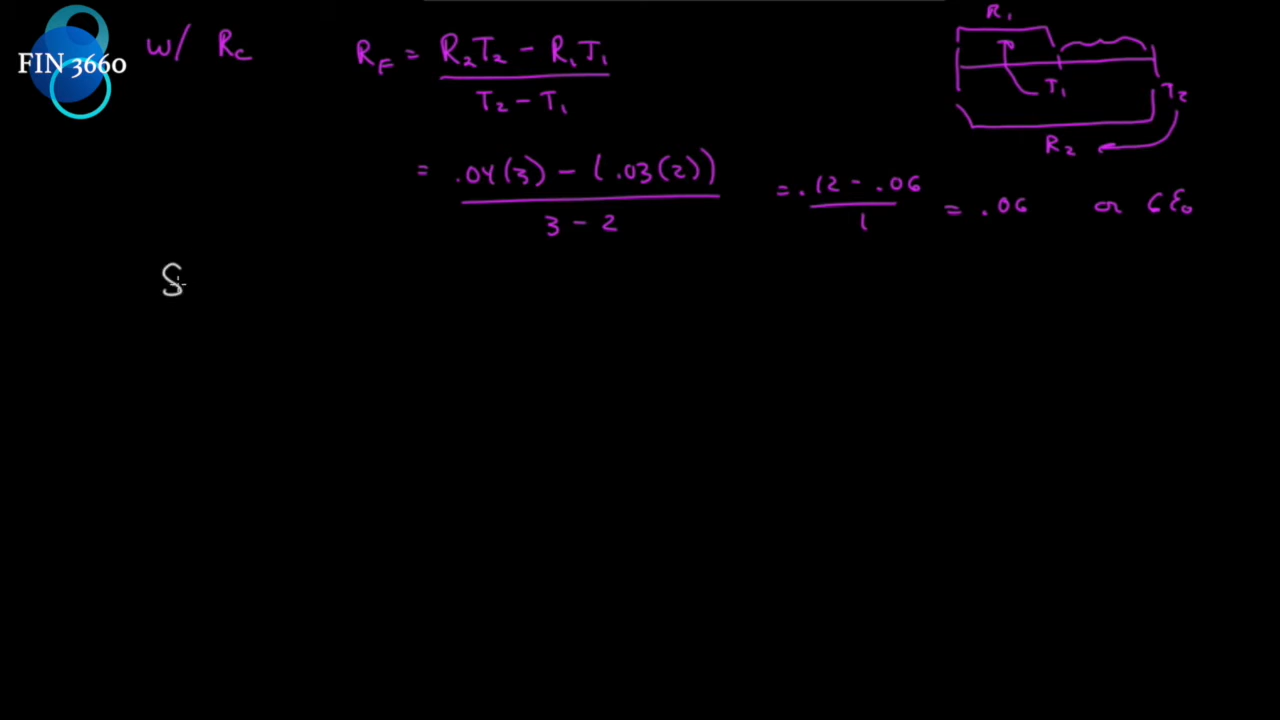 FIN 3660
w/ Rc
R_F = (R₂T₂ - R₁T₁) / (T₂ - T₁)
= (.04(3) - (.03(2))) / (3 - 2) = (.12 - .06) / 1 = .06 or 6%
R₁
T₁
T₂
R₂
S